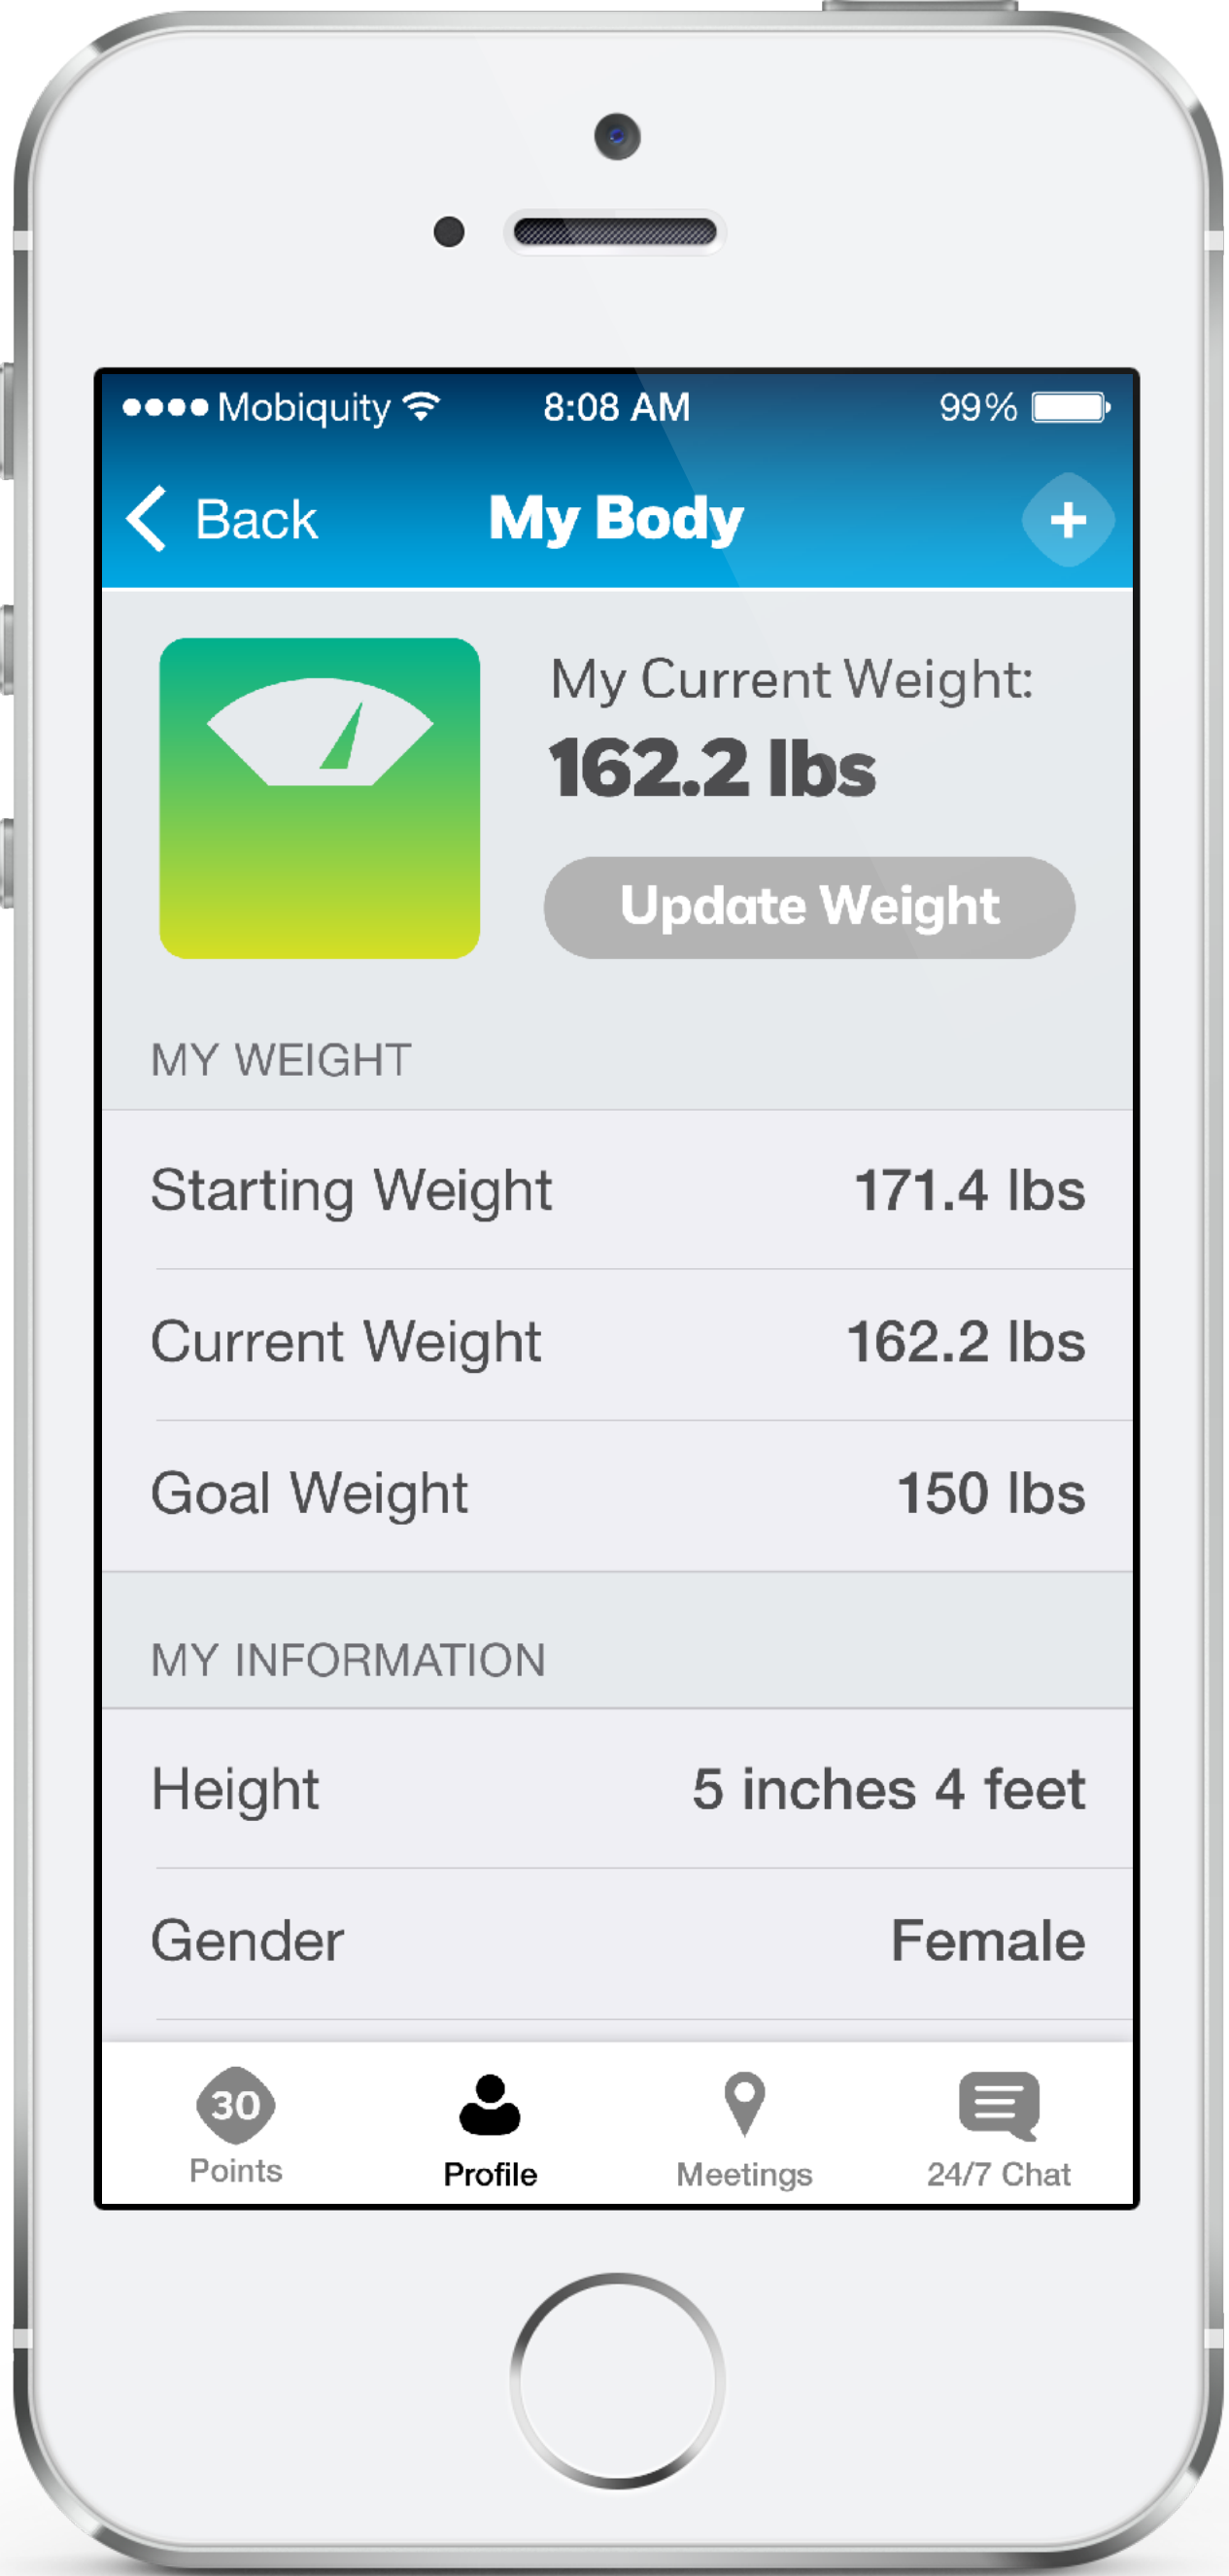 Mobiquity 8:08 AM 99%
Back My Body +
My Current Weight:
162.2 lbs
Update Weight
MY WEIGHT
Starting Weight 171.4 lbs
Current Weight 162.2 lbs
Goal Weight 150 lbs
MY INFORMATION
Height 5 inches 4 feet
Gender Female
30
Points Profile Meetings 24/7 Chat